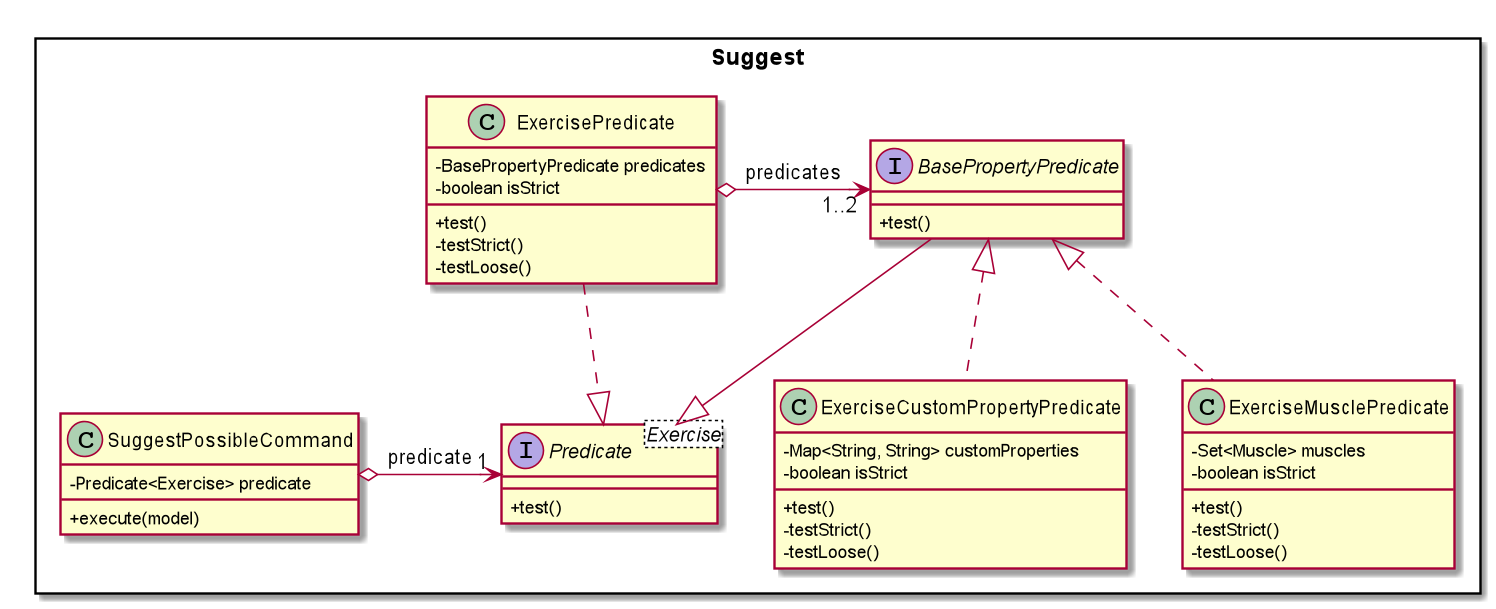 Suggest
C ExercisePredicate
-BasePropertyPredicate predicates
-boolean isStrict
+test()
-testStrict()
-testLoose()
predicates
1..2
I BasePropertyPredicate
+test()
C SuggestPossibleCommand
-Predicate<Exercise> predicate
+execute(model)
predicate
1
I Predicate
Exercise
+test()
C ExerciseCustomPropertyPredicate
-Map<String, String> customProperties
-boolean isStrict
+test()
-testStrict()
-testLoose()
C ExerciseMusclePredicate
-Set<Muscle> muscles
-boolean isStrict
+test()
-testStrict()
-testLoose()